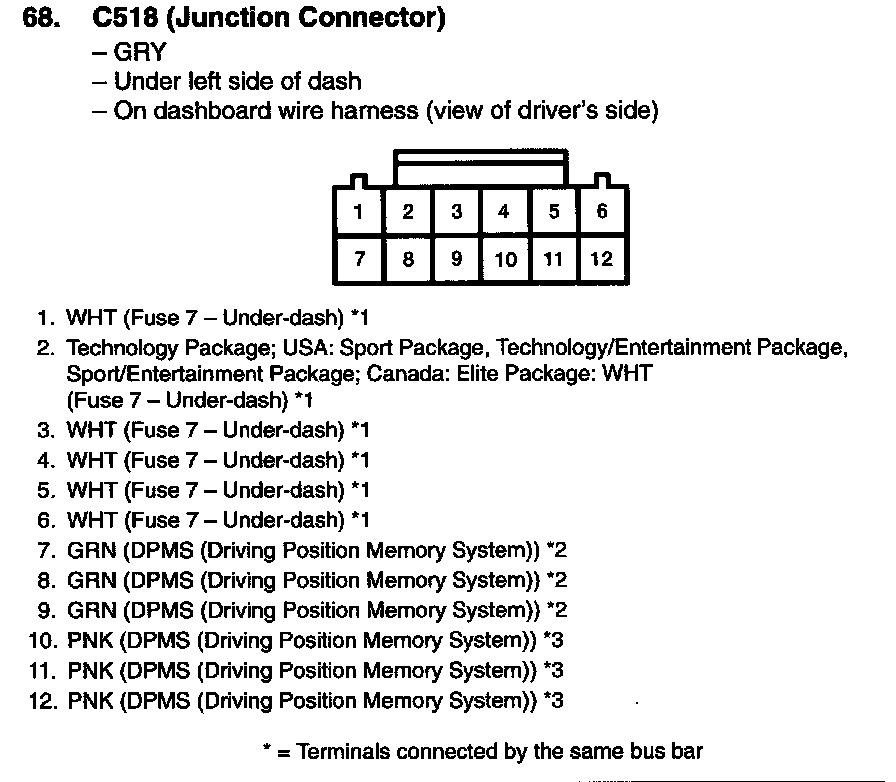 68. C518 (Junction Connector)
– GRY
– Under left side of dash
– On dashboard wire harness (view of driver's side)
1 2 3 4 5 6
7 8 9 10 11 12
1. WHT (Fuse 7 – Under-dash) *1
2. Technology Package; USA: Sport Package, Technology/Entertainment Package,
Sport/Entertainment Package; Canada: Elite Package: WHT
(Fuse 7 – Under-dash) *1
3. WHT (Fuse 7 – Under-dash) *1
4. WHT (Fuse 7 – Under-dash) *1
5. WHT (Fuse 7 – Under-dash) *1
6. WHT (Fuse 7 – Under-dash) *1
7. GRN (DPMS (Driving Position Memory System)) *2
8. GRN (DPMS (Driving Position Memory System)) *2
9. GRN (DPMS (Driving Position Memory System)) *2
10. PNK (DPMS (Driving Position Memory System)) *3
11. PNK (DPMS (Driving Position Memory System)) *3
12. PNK (DPMS (Driving Position Memory System)) *3
* = Terminals connected by the same bus bar